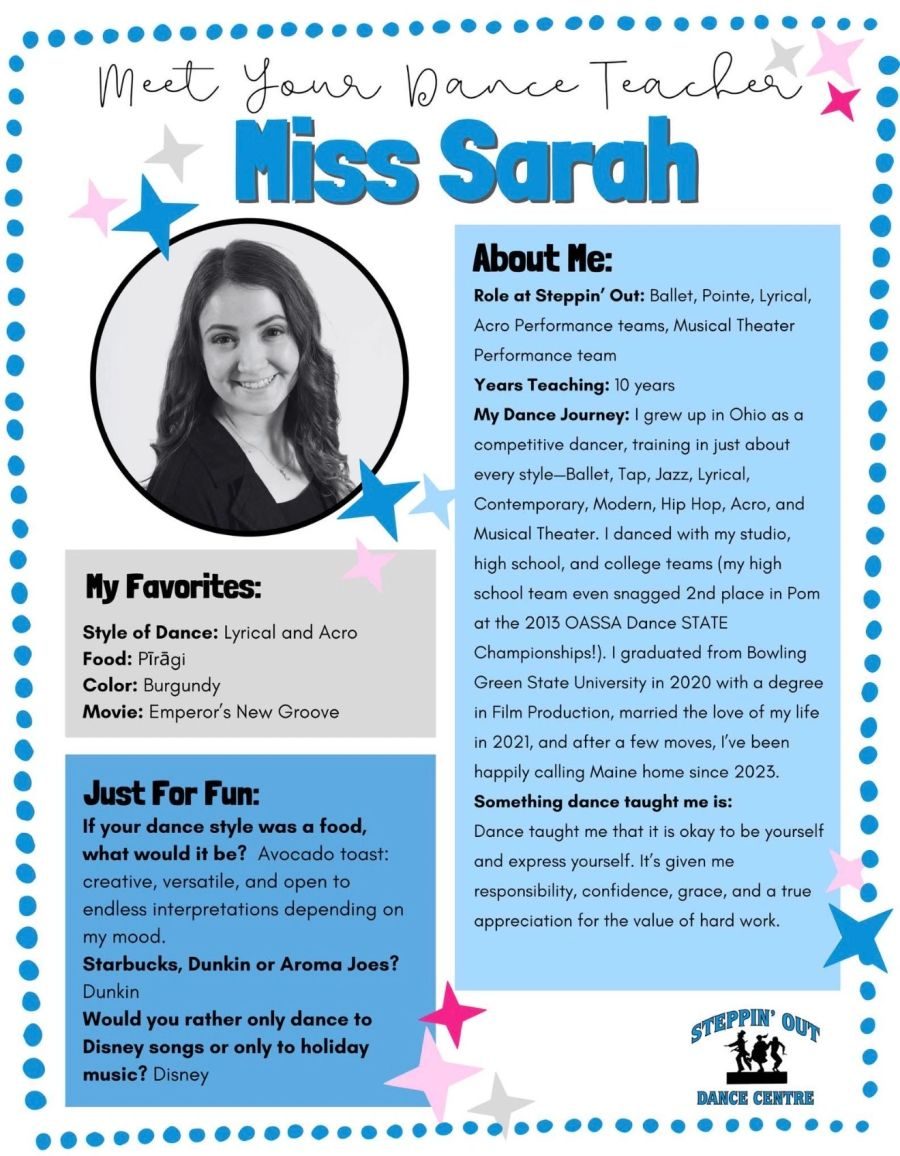 Meet Your Dance Teacher
Miss Sarah
My Favorites:
Style of Dance: Lyrical and Acro
Food: Pīrāgi
Color: Burgundy
Movie: Emperor's New Groove
Just For Fun:
If your dance style was a food,
what would it be? Avocado toast:
creative, versatile, and open to
endless interpretations depending on
my mood.
Starbucks, Dunkin or Aroma Joes?
Dunkin
Would you rather only dance to
Disney songs or only to holiday
music? Disney
About Me:
Role at Steppin' Out: Ballet, Pointe, Lyrical,
Acro Performance teams, Musical Theater
Performance team
Years Teaching: 10 years
My Dance Journey: I grew up in Ohio as a
competitive dancer, training in just about
every style—Ballet, Tap, Jazz, Lyrical,
Contemporary, Modern, Hip Hop, Acro, and
Musical Theater. I danced with my studio,
high school, and college teams (my high
school team even snagged 2nd place in Pom
at the 2013 OASSA Dance STATE
Championships!). I graduated from Bowling
Green State University in 2020 with a degree
in Film Production, married the love of my life
in 2021, and after a few moves, I've been
happily calling Maine home since 2023.
Something dance taught me is:
Dance taught me that it is okay to be yourself
and express yourself. It's given me
responsibility, confidence, grace, and a true
appreciation for the value of hard work.
STEPPIN' OUT
DANCE CENTRE